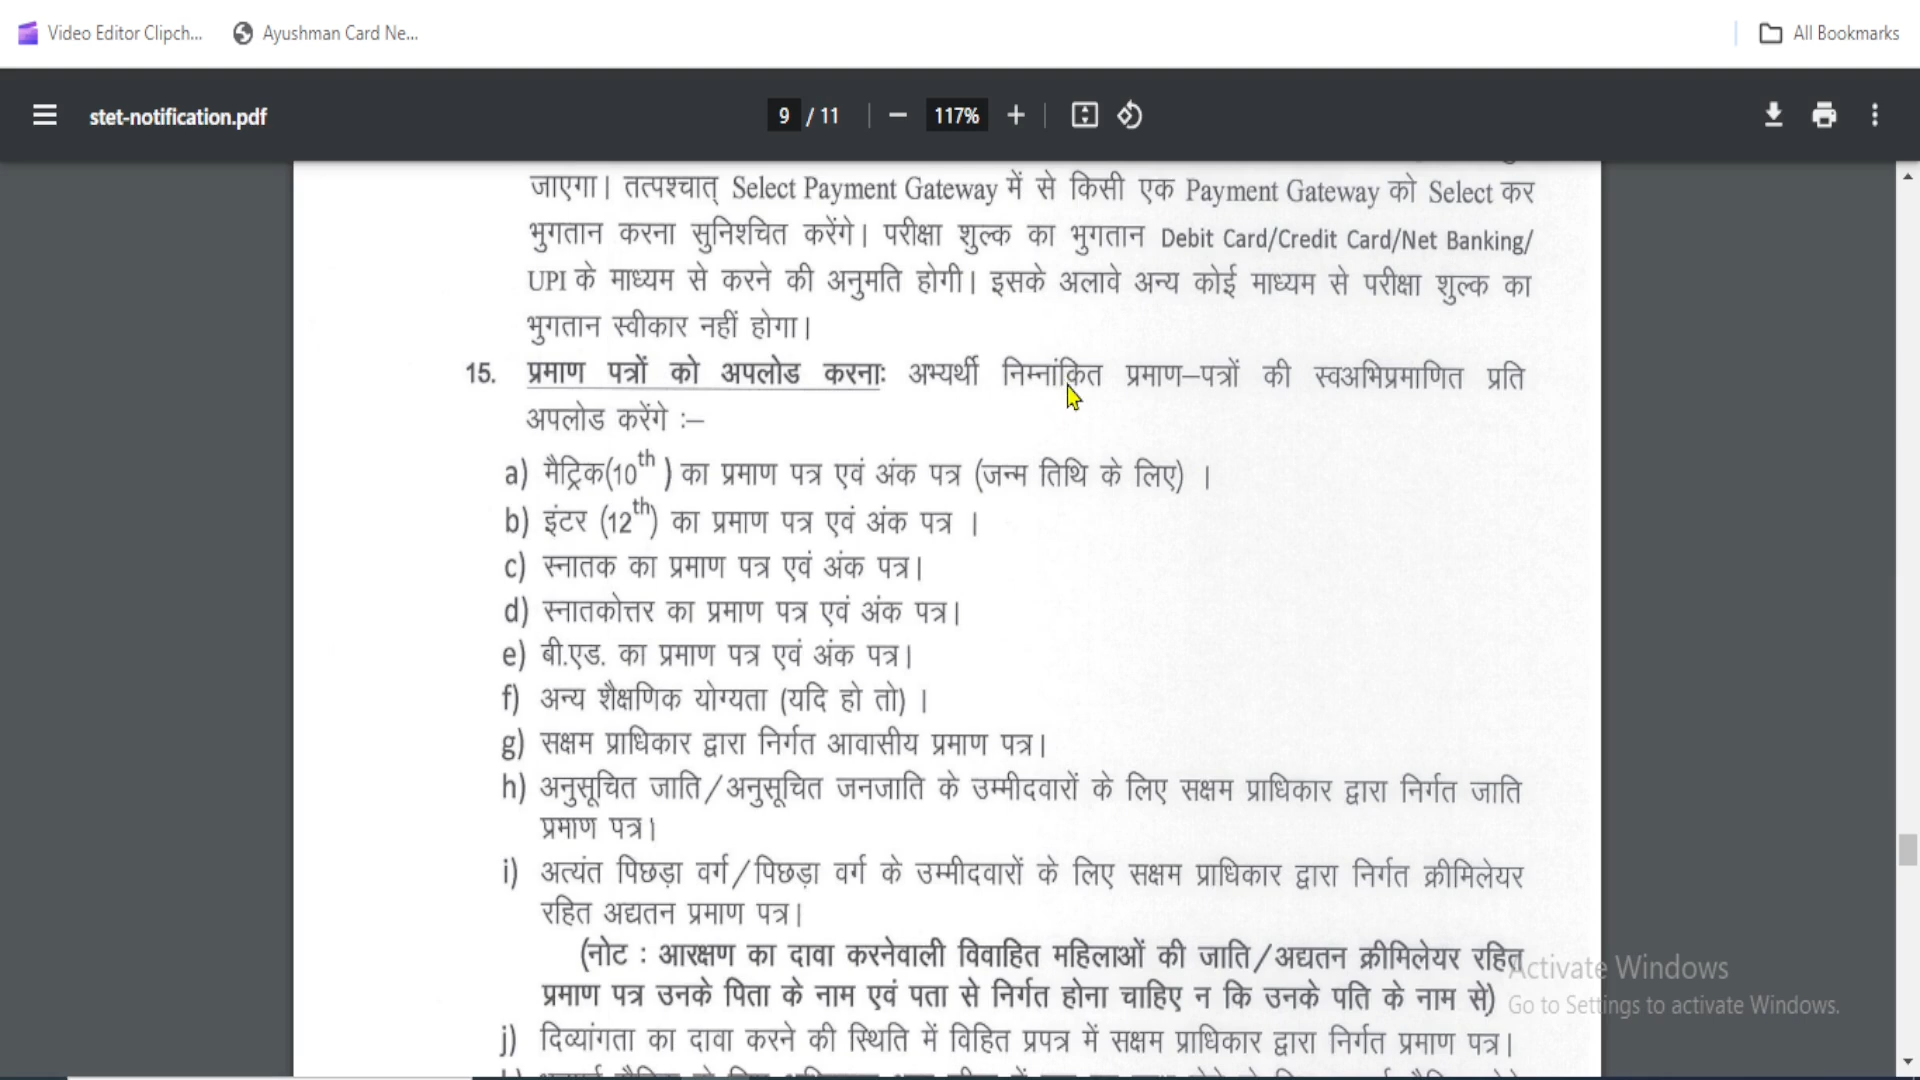 Video Editor Clipch... Ayushman Card Ne... All Bookmarks
stet-notification.pdf 9 / 11 117%
जाएगा। तत्पश्चात् Select Payment Gateway में से किसी एक Payment Gateway को Select कर
भुगतान करना सुनिश्चित करेंगे। परीक्षा शुल्क का भुगतान Debit Card/Credit Card/Net Banking/
UPI के माध्यम से करने की अनुमति होगी। इसके अलावे अन्य कोई माध्यम से परीक्षा शुल्क का
भुगतान स्वीकार नहीं होगा।
15. प्रमाण पत्रों को अपलोड करनाः अभ्यर्थी निम्नांकित प्रमाण–पत्रों की स्वअभिप्रमाणित प्रति
अपलोड करेंगे :–
a) मैट्रिक(10th ) का प्रमाण पत्र एवं अंक पत्र (जन्म तिथि के लिए) ।
b) इंटर (12th) का प्रमाण पत्र एवं अंक पत्र ।
c) स्नातक का प्रमाण पत्र एवं अंक पत्र।
d) स्नातकोत्तर का प्रमाण पत्र एवं अंक पत्र।
e) बी.एड. का प्रमाण पत्र एवं अंक पत्र।
f) अन्य शैक्षणिक योग्यता (यदि हो तो) ।
g) सक्षम प्राधिकार द्वारा निर्गत आवासीय प्रमाण पत्र।
h) अनुसूचित जाति/अनुसूचित जनजाति के उम्मीदवारों के लिए सक्षम प्राधिकार द्वारा निर्गत जाति
प्रमाण पत्र।
i) अत्यंत पिछड़ा वर्ग/पिछड़ा वर्ग के उम्मीदवारों के लिए सक्षम प्राधिकार द्वारा निर्गत क्रीमिलेयर
रहित अद्यतन प्रमाण पत्र।
(नोट : आरक्षण का दावा करनेवाली विवाहित महिलाओं की जाति/अद्यतन क्रीमिलेयर रहित
प्रमाण पत्र उनके पिता के नाम एवं पता से निर्गत होना चाहिए न कि उनके पति के नाम से)
j) दिव्यांगता का दावा करने की स्थिति में विहित प्रपत्र में सक्षम प्राधिकार द्वारा निर्गत प्रमाण पत्र।
Activate Windows
Go to Settings to activate Windows.